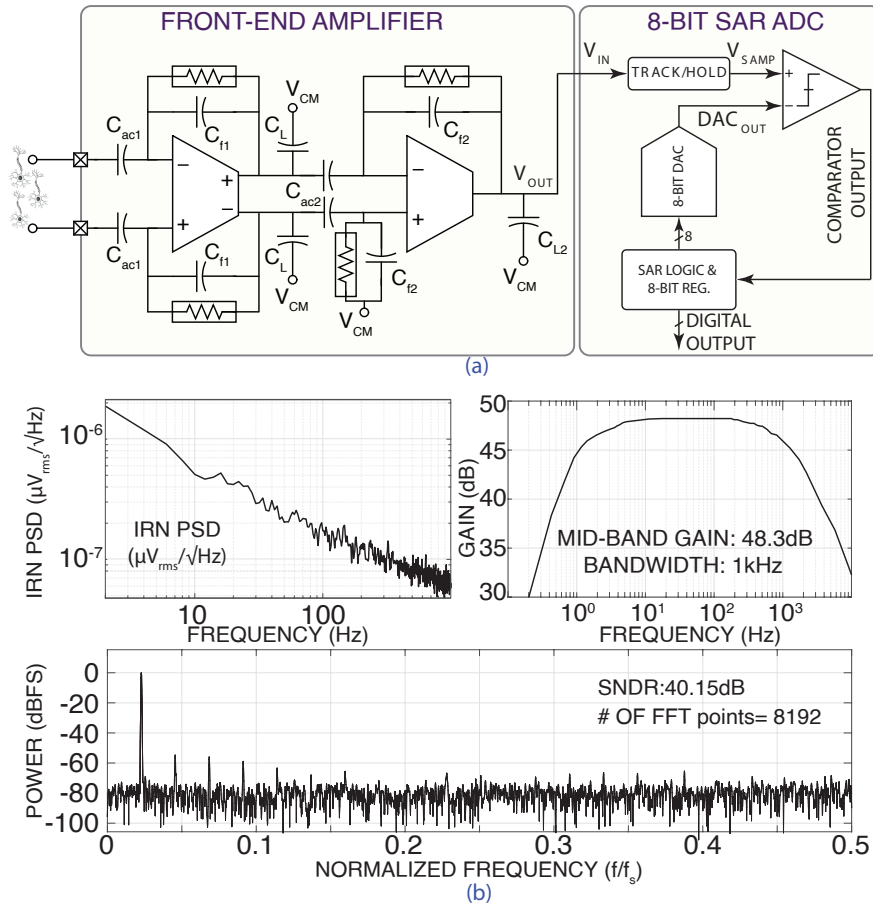 FRONT-END AMPLIFIER
8-BIT SAR ADC
C_ac1
C_f1
V_CM
C_L
C_f2
V_IN
TRACK/HOLD
V_SAMP
DAC_OUT
8-BIT DAC
COMPARATOR OUTPUT
C_ac2
V_OUT
C_ac1
C_f1
C_L
V_CM
C_f2
V_CM
C_L2
V_CM
8
SAR LOGIC &
8-BIT REG.
DIGITAL
OUTPUT
(a)
IRN PSD (µV_rms/√Hz)
10^-6
10^-7
IRN PSD
(µV_rms/√Hz)
10 100
FREQUENCY (Hz)
GAIN (dB)
50
45
40
35
30
MID-BAND GAIN: 48.3dB
BANDWIDTH: 1kHz
10^0 10^1 10^2 10^3
FREQUENCY (Hz)
POWER (dBFS)
0
-20
-40
-60
-80
-100
SNDR:40.15dB
# OF FFT points= 8192
0 0.1 0.2 0.3 0.4 0.5
NORMALIZED FREQUENCY (f/f_s)
(b)